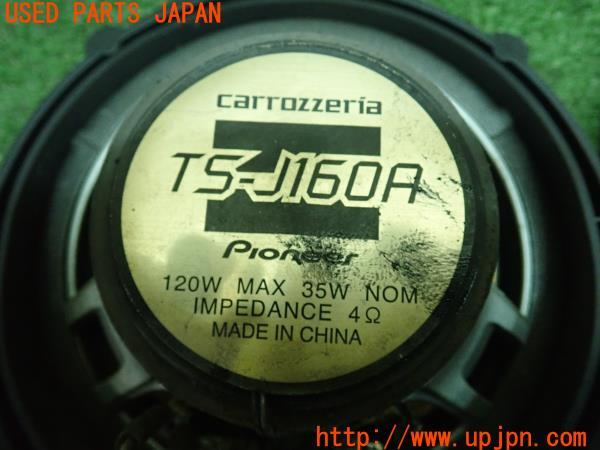 USED PARTS JAPAN
carrozzeria
TS-J160A
Pioneer
120W MAX 35W NOM
IMPEDANCE 4Ω
MADE IN CHINA
http://www.upjpn.com